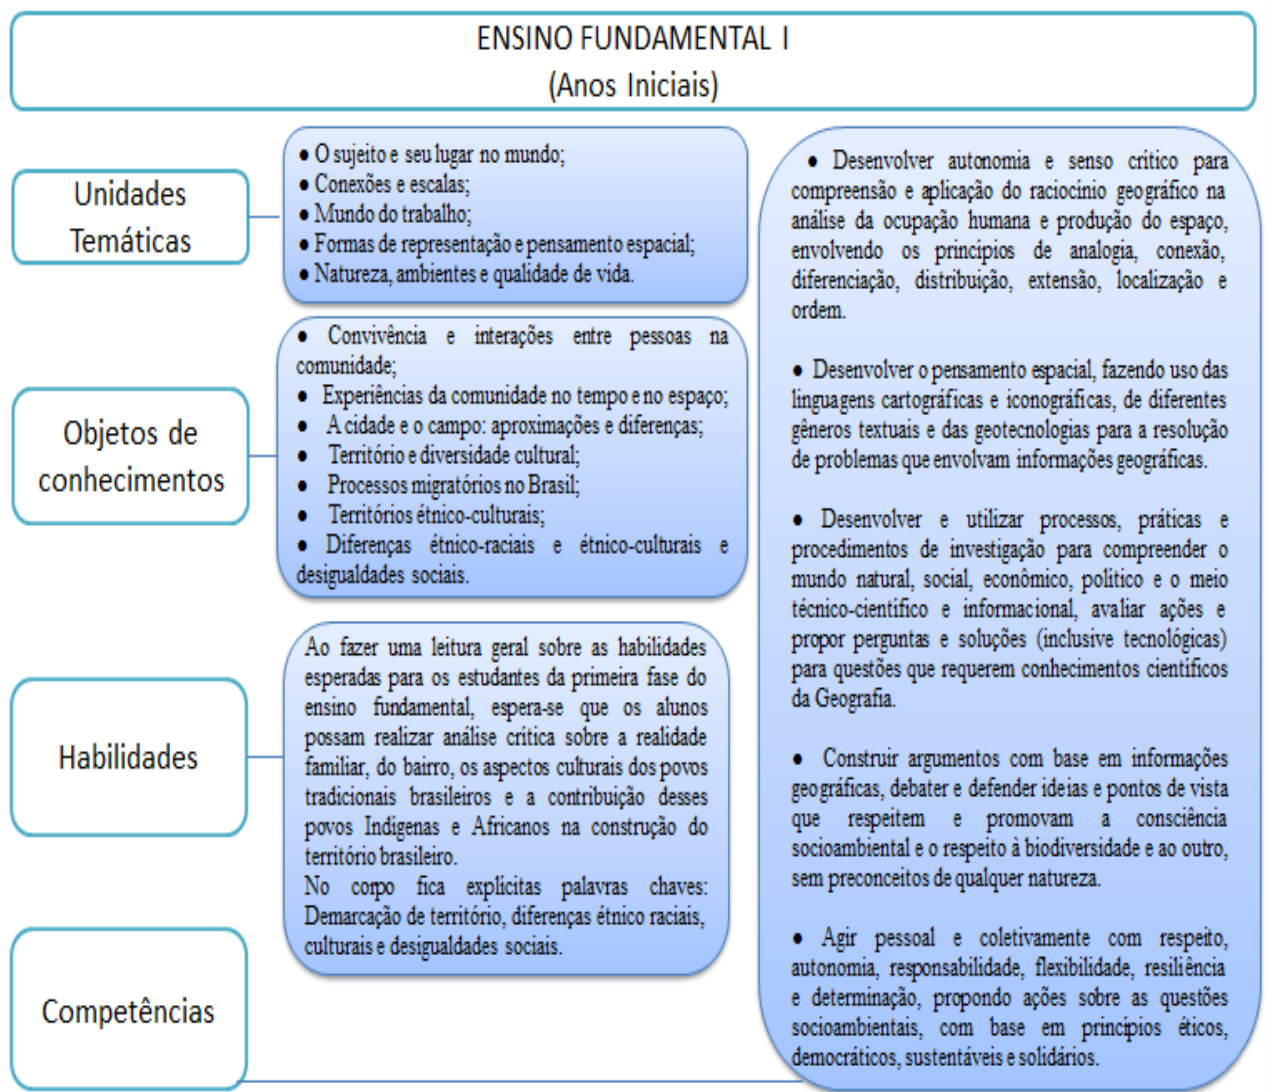 ENSINO FUNDAMENTAL I
(Anos Iniciais)
Unidades
Temáticas
● O sujeito e seu lugar no mundo;
● Conexões e escalas;
● Mundo do trabalho;
● Formas de representação e pensamento espacial;
● Natureza, ambientes e qualidade de vida.
Objetos de
conhecimentos
● Convivência e interações entre pessoas na
comunidade;
● Experiências da comunidade no tempo e no espaço;
● A cidade e o campo: aproximações e diferenças;
● Território e diversidade cultural;
● Processos migratórios no Brasil;
● Territórios étnico-culturais;
● Diferenças étnico-raciais e étnico-culturais e
desigualdades sociais.
Habilidades
Ao fazer uma leitura geral sobre as habilidades
esperadas para os estudantes da primeira fase do
ensino fundamental, espera-se que os alunos
possam realizar análise critica sobre a realidade
familiar, do bairro, os aspectos culturais dos povos
tradicionais brasileiros e a contribuição desses
povos Indígenas e Africanos na construção do
território brasileiro.
No corpo fica explícitas palavras chaves:
Demarcação de território, diferenças étnico raciais,
culturais e desigualdades sociais.
Competências
● Desenvolver autonomia e senso crítico para
compreensão e aplicação do raciocínio geográfico na
análise da ocupação humana e produção do espaço,
envolvendo os princípios de analogia, conexão,
diferenciação, distribuição, extensão, localização e
ordem.
● Desenvolver o pensamento espacial, fazendo uso das
linguagens cartográficas e iconográficas, de diferentes
gêneros textuais e das geotecnologias para a resolução
de problemas que envolvam informações geográficas.
● Desenvolver e utilizar processos, práticas e
procedimentos de investigação para compreender o
mundo natural, social, econômico, político e o meio
técnico-científico e informacional, avaliar ações e
propor perguntas e soluções (inclusive tecnológicas)
para questões que requerem conhecimentos científicos
da Geografia.
● Construir argumentos com base em informações
geográficas, debater e defender ideias e pontos de vista
que respeitem e promovam a consciência
socioambiental e o respeito à biodiversidade e ao outro,
sem preconceitos de qualquer natureza.
● Agir pessoal e coletivamente com respeito,
autonomia, responsabilidade, flexibilidade, resiliência
e determinação, propondo ações sobre as questões
socioambientais, com base em princípios éticos,
democráticos, sustentáveis e solidários.